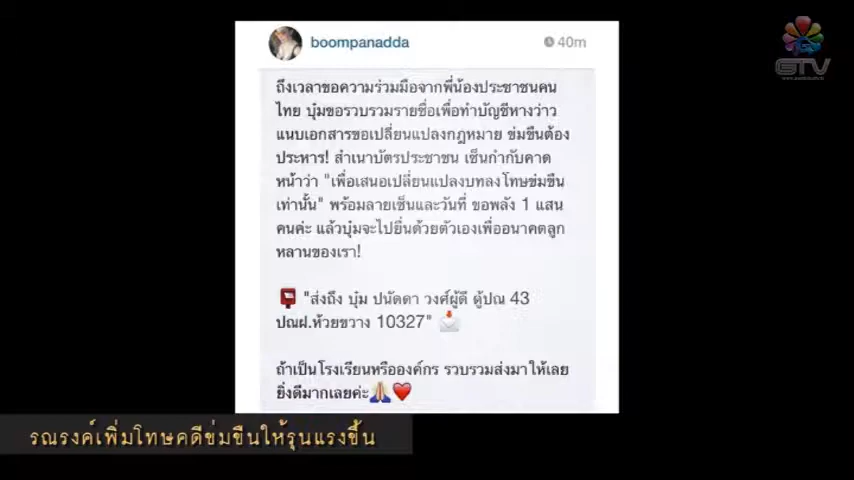 boompanadda
40m
GTV
ถึงเวลาขอความร่วมมือจากพี่น้องประชาชนคน
ไทย บุ๋มขอรวบรวมรายชื่อเพื่อทำบัญชีหางว่าว
แนบเอกสารขอเปลี่ยนแปลงกฎหมาย ข่มขืนต้อง
ประหาร! สำเนาบัตรประชาชน เซ็นกำกับคาด
หน้าว่า "เพื่อเสนอเปลี่ยนแปลงบทลงโทษข่มขืน
เท่านั้น" พร้อมลายเซ็นและวันที่ ขอพลัง 1 แสน
คนค่ะ แล้วบุ๋มจะไปยื่นด้วยตัวเองเพื่ออนาคตลูก
หลานของเรา!
"ส่งถึง บุ๋ม ปนัดดา วงศ์ผู้ดี ตู้ปณ 43
ปณฝ.ห้วยขวาง 10327"
ถ้าเป็นโรงเรียนหรือองค์กร รวบรวมส่งมาให้เลย
ยิ่งดีมากเลยค่ะ🙏❤️
รณรงค์เพิ่มโทษคดีข่มขืนให้รุนแรงขึ้น